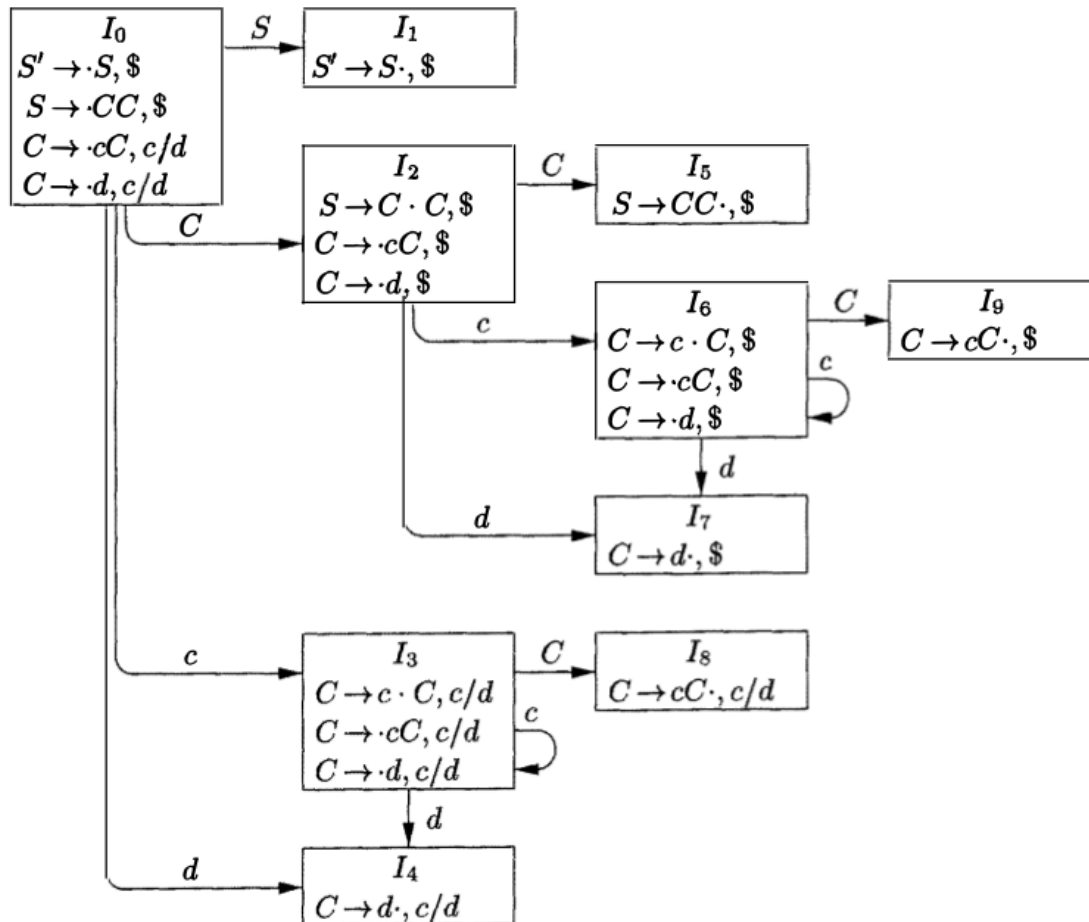 I₀
S′ → ·S, $
S → ·CC, $
C → ·cC, c/d
C → ·d, c/d
S
I₁
S′ → S·, $
C
I₂
S → C · C, $
C → ·cC, $
C → ·d, $
C
I₅
S → CC·, $
c
I₆
C → c · C, $
C → ·cC, $
C → ·d, $
C
I₉
C → cC·, $
c
d
d
I₇
C → d·, $
c
I₃
C → c · C, c/d
C → ·cC, c/d
C → ·d, c/d
C
I₈
C → cC·, c/d
c
d
d
I₄
C → d·, c/d